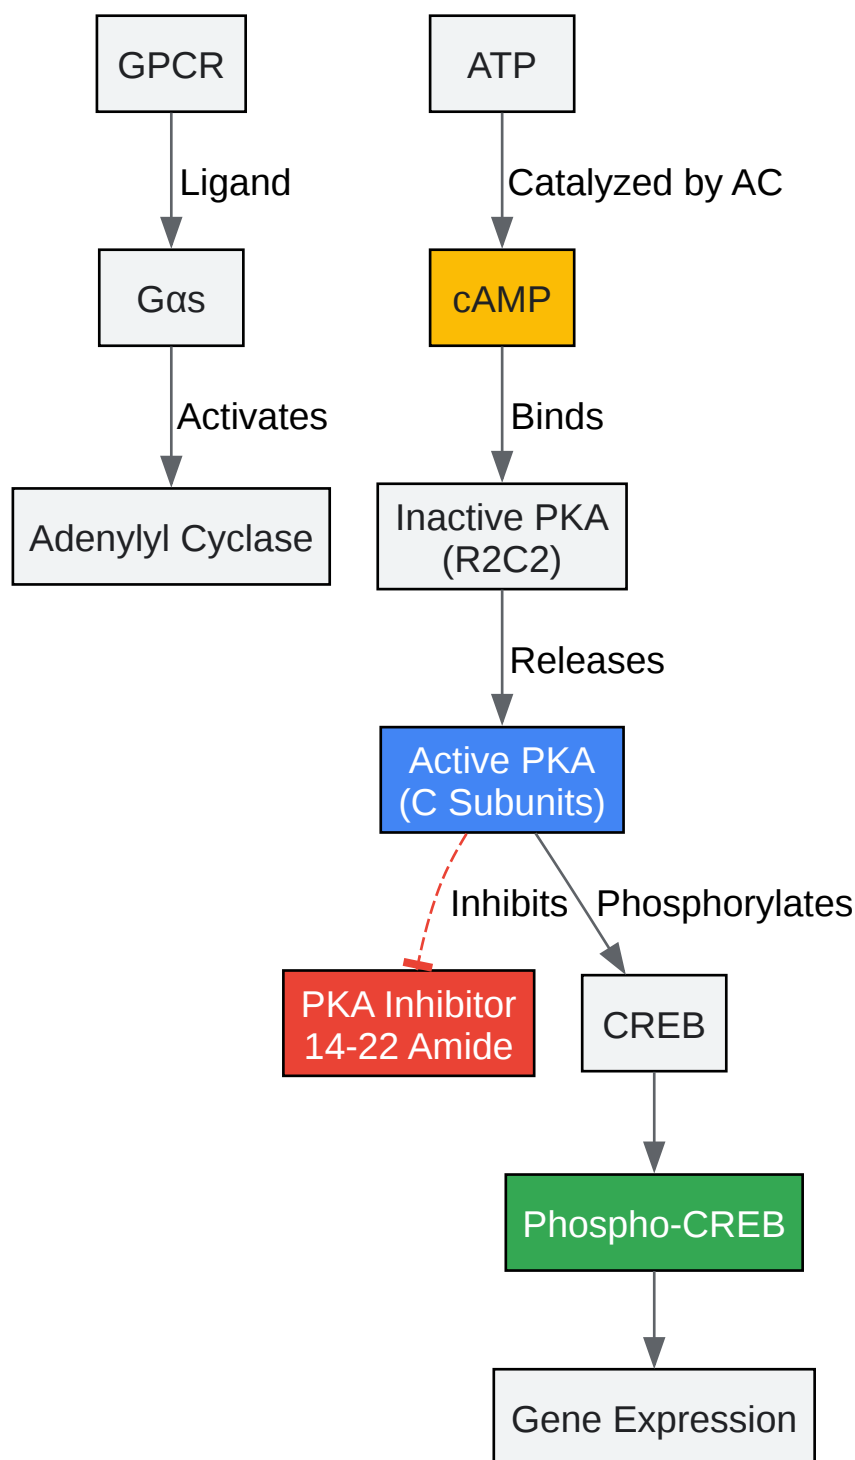 GPCR
ATP
Ligand
Catalyzed by AC
Gαs
cAMP
Activates
Binds
Adenylyl Cyclase
Inactive PKA
(R2C2)
Releases
Active PKA
(C Subunits)
Inhibits
Phosphorylates
PKA Inhibitor
14-22 Amide
CREB
Phospho-CREB
Gene Expression